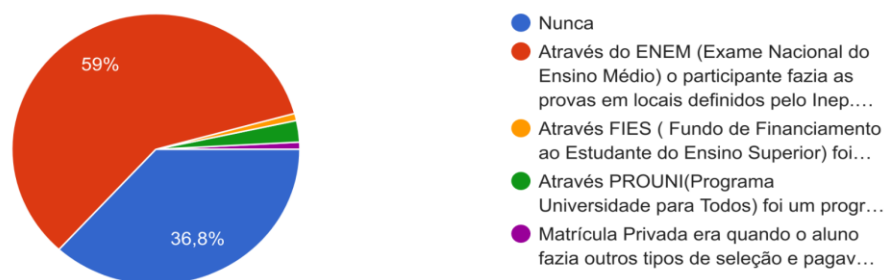 59%
36,8%
Nunca
Através do ENEM (Exame Nacional do
Ensino Médio) o participante fazia as
provas em locais definidos pelo Inep....
Através FIES ( Fundo de Financiamento
ao Estudante do Ensino Superior) foi...
Através PROUNI(Programa
Universidade para Todos) foi um progr...
Matrícula Privada era quando o aluno
fazia outros tipos de seleção e pagav...